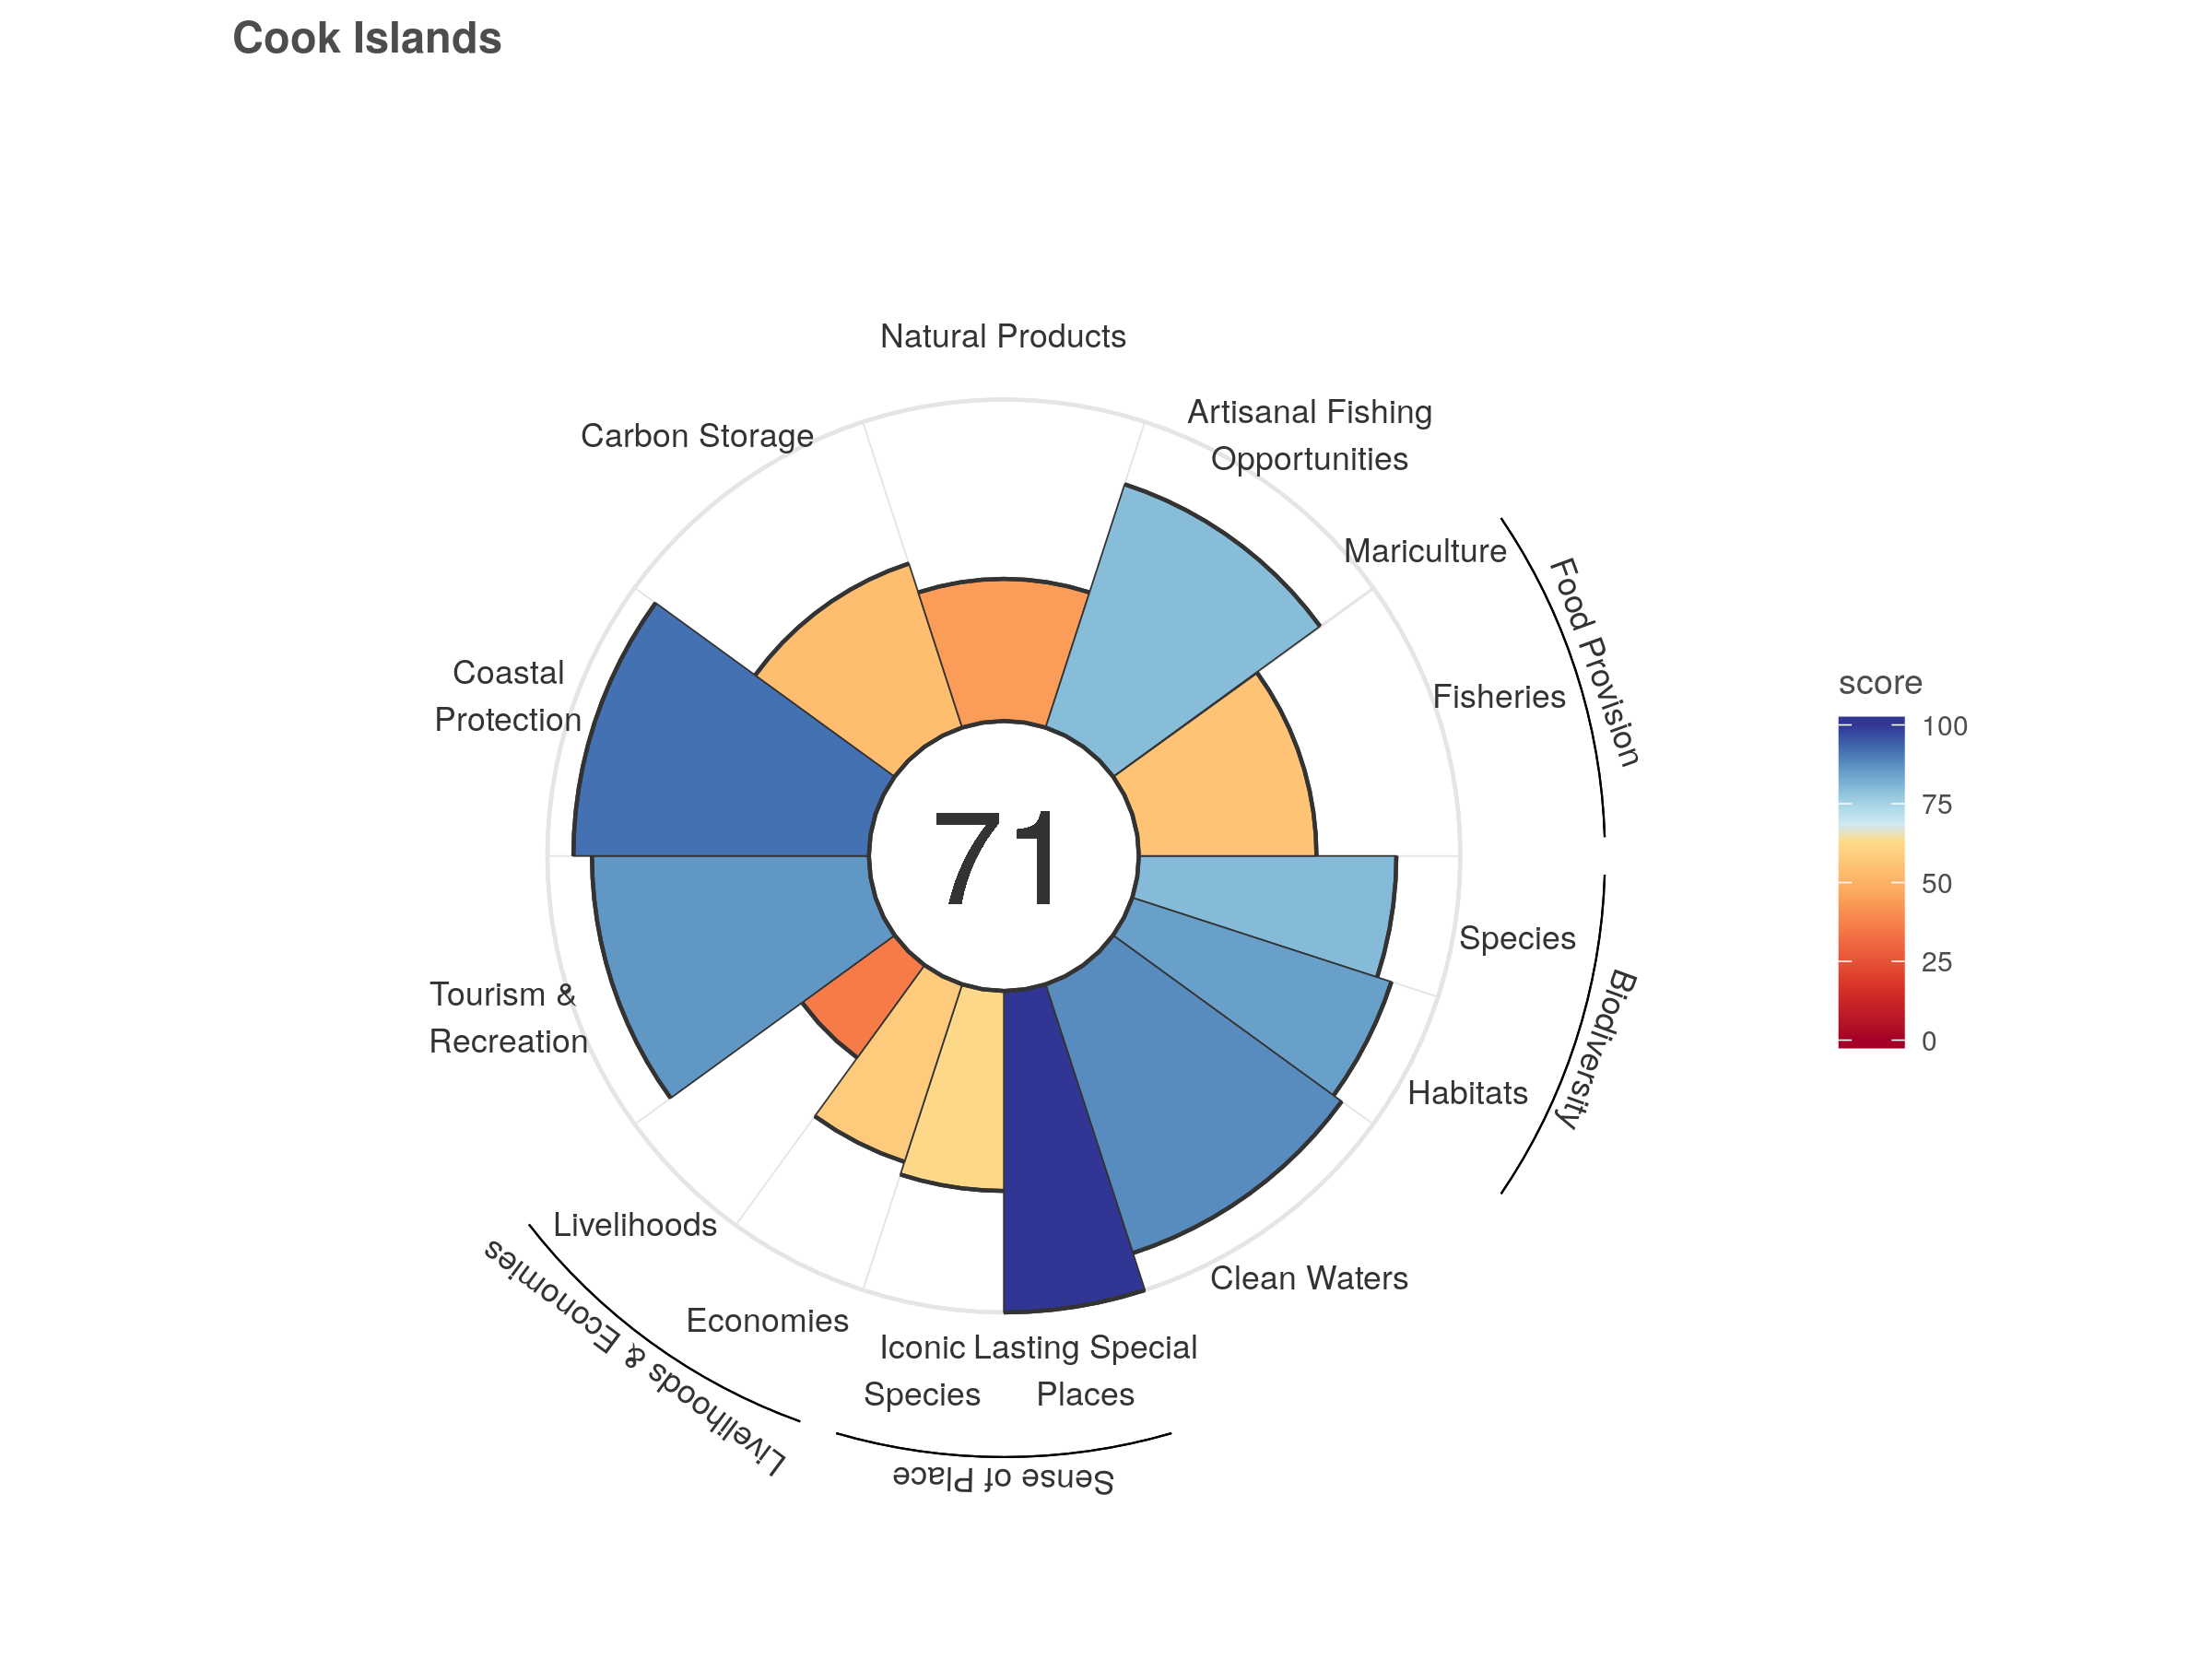 Cook Islands
Natural Products
Artisanal Fishing
Opportunities
Carbon Storage
Mariculture
Food Provision
Fisheries
Coastal
Protection
score
100
75
50
25
0
71
Species
Biodiversity
Tourism &
Recreation
Habitats
Livelihoods
Clean Waters
Livelihoods & Economies
Economies
Iconic
Species
Lasting Special
Places
Sense of Place